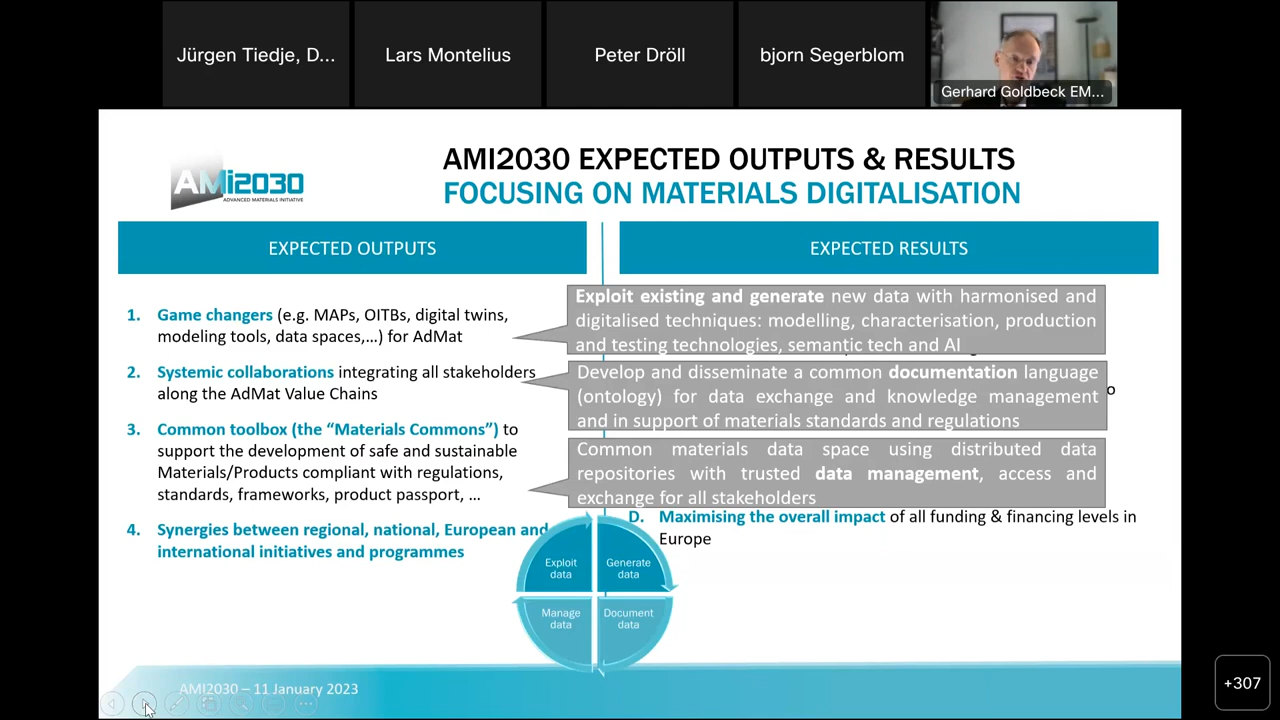 Jürgen Tiedje, D...
Lars Montelius
Peter Dröll
bjorn Segerblom
Gerhard Goldbeck EM...
AMi2030
ADVANCED MATERIALS INITIATIVE
AMI2030 EXPECTED OUTPUTS & RESULTS
FOCUSING ON MATERIALS DIGITALISATION
EXPECTED OUTPUTS
1. Game changers (e.g. MAPs, OITBs, digital twins,
modeling tools, data spaces,...) for AdMat
2. Systemic collaborations integrating all stakeholders
along the AdMat Value Chains
3. Common toolbox (the “Materials Commons”) to
support the development of safe and sustainable
Materials/Products compliant with regulations,
standards, frameworks, product passport, ...
4. Synergies between regional, national, European and
international initiatives and programmes
EXPECTED RESULTS
Exploit existing and generate new data with harmonised and
digitalised techniques: modelling, characterisation, production
and testing technologies, semantic tech and AI
Develop and disseminate a common documentation language
(ontology) for data exchange and knowledge management
and in support of materials standards and regulations
o
Common materials data space using distributed data
repositories with trusted data management, access and
exchange for all stakeholders
D. Maximising the overall impact of all funding & financing levels in
Europe
Exploit
data
Generate
data
Manage
data
Document
data
AMI2030 – 11 January 2023
+307